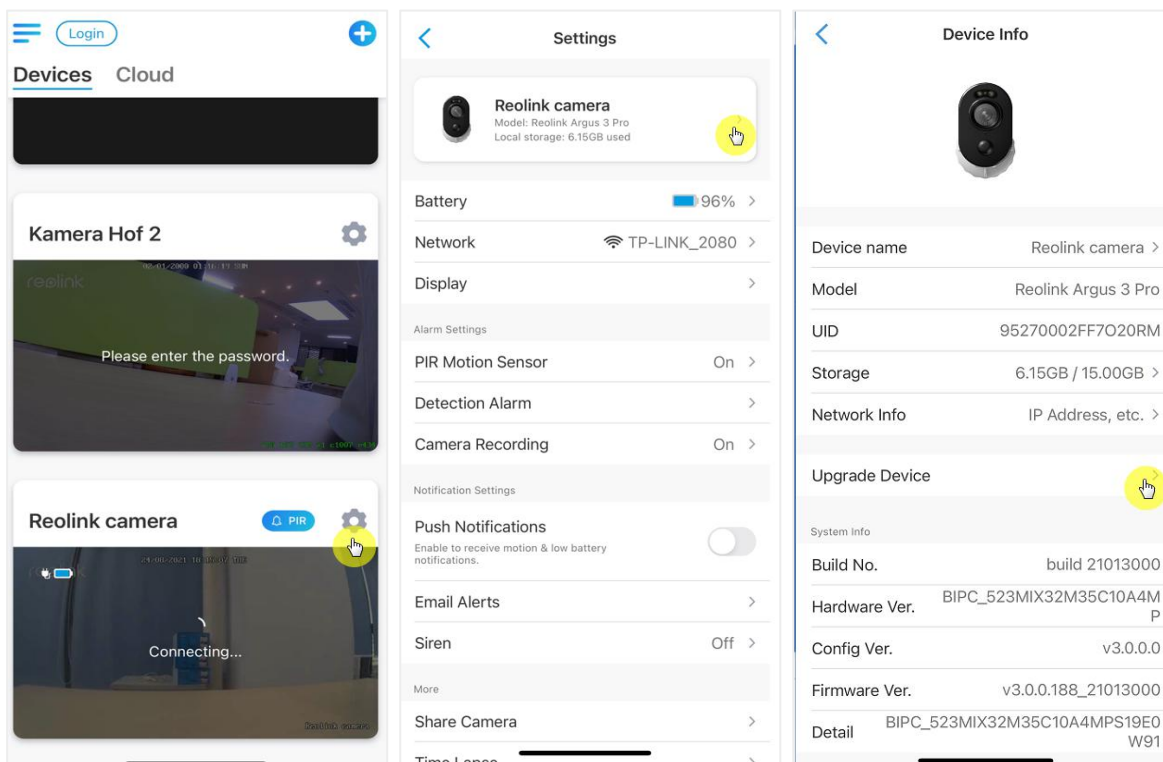 Login
Devices Cloud
Kamera Hof 2
reolink
Please enter the password.
Reolink camera
PIR
Connecting...
Reolink camera
Settings
Reolink camera
Model: Reolink Argus 3 Pro
Local storage: 6.15GB used
Battery 96%
Network TP-LINK_2080
Display
Alarm Settings
PIR Motion Sensor On
Detection Alarm
Camera Recording On
Notification Settings
Push Notifications
Enable to receive motion & low battery
notifications.
Email Alerts
Siren Off
More
Share Camera
Time Lapse
Device Info
Device name Reolink camera
Model Reolink Argus 3 Pro
UID 95270002FF7O20RM
Storage 6.15GB / 15.00GB
Network Info IP Address, etc.
Upgrade Device
System Info
Build No. build 21013000
Hardware Ver. BIPC_523MIX32M35C10A4M
P
Config Ver. v3.0.0.0
Firmware Ver. v3.0.0.188_21013000
Detail BIPC_523MIX32M35C10A4MPS19E0
W91